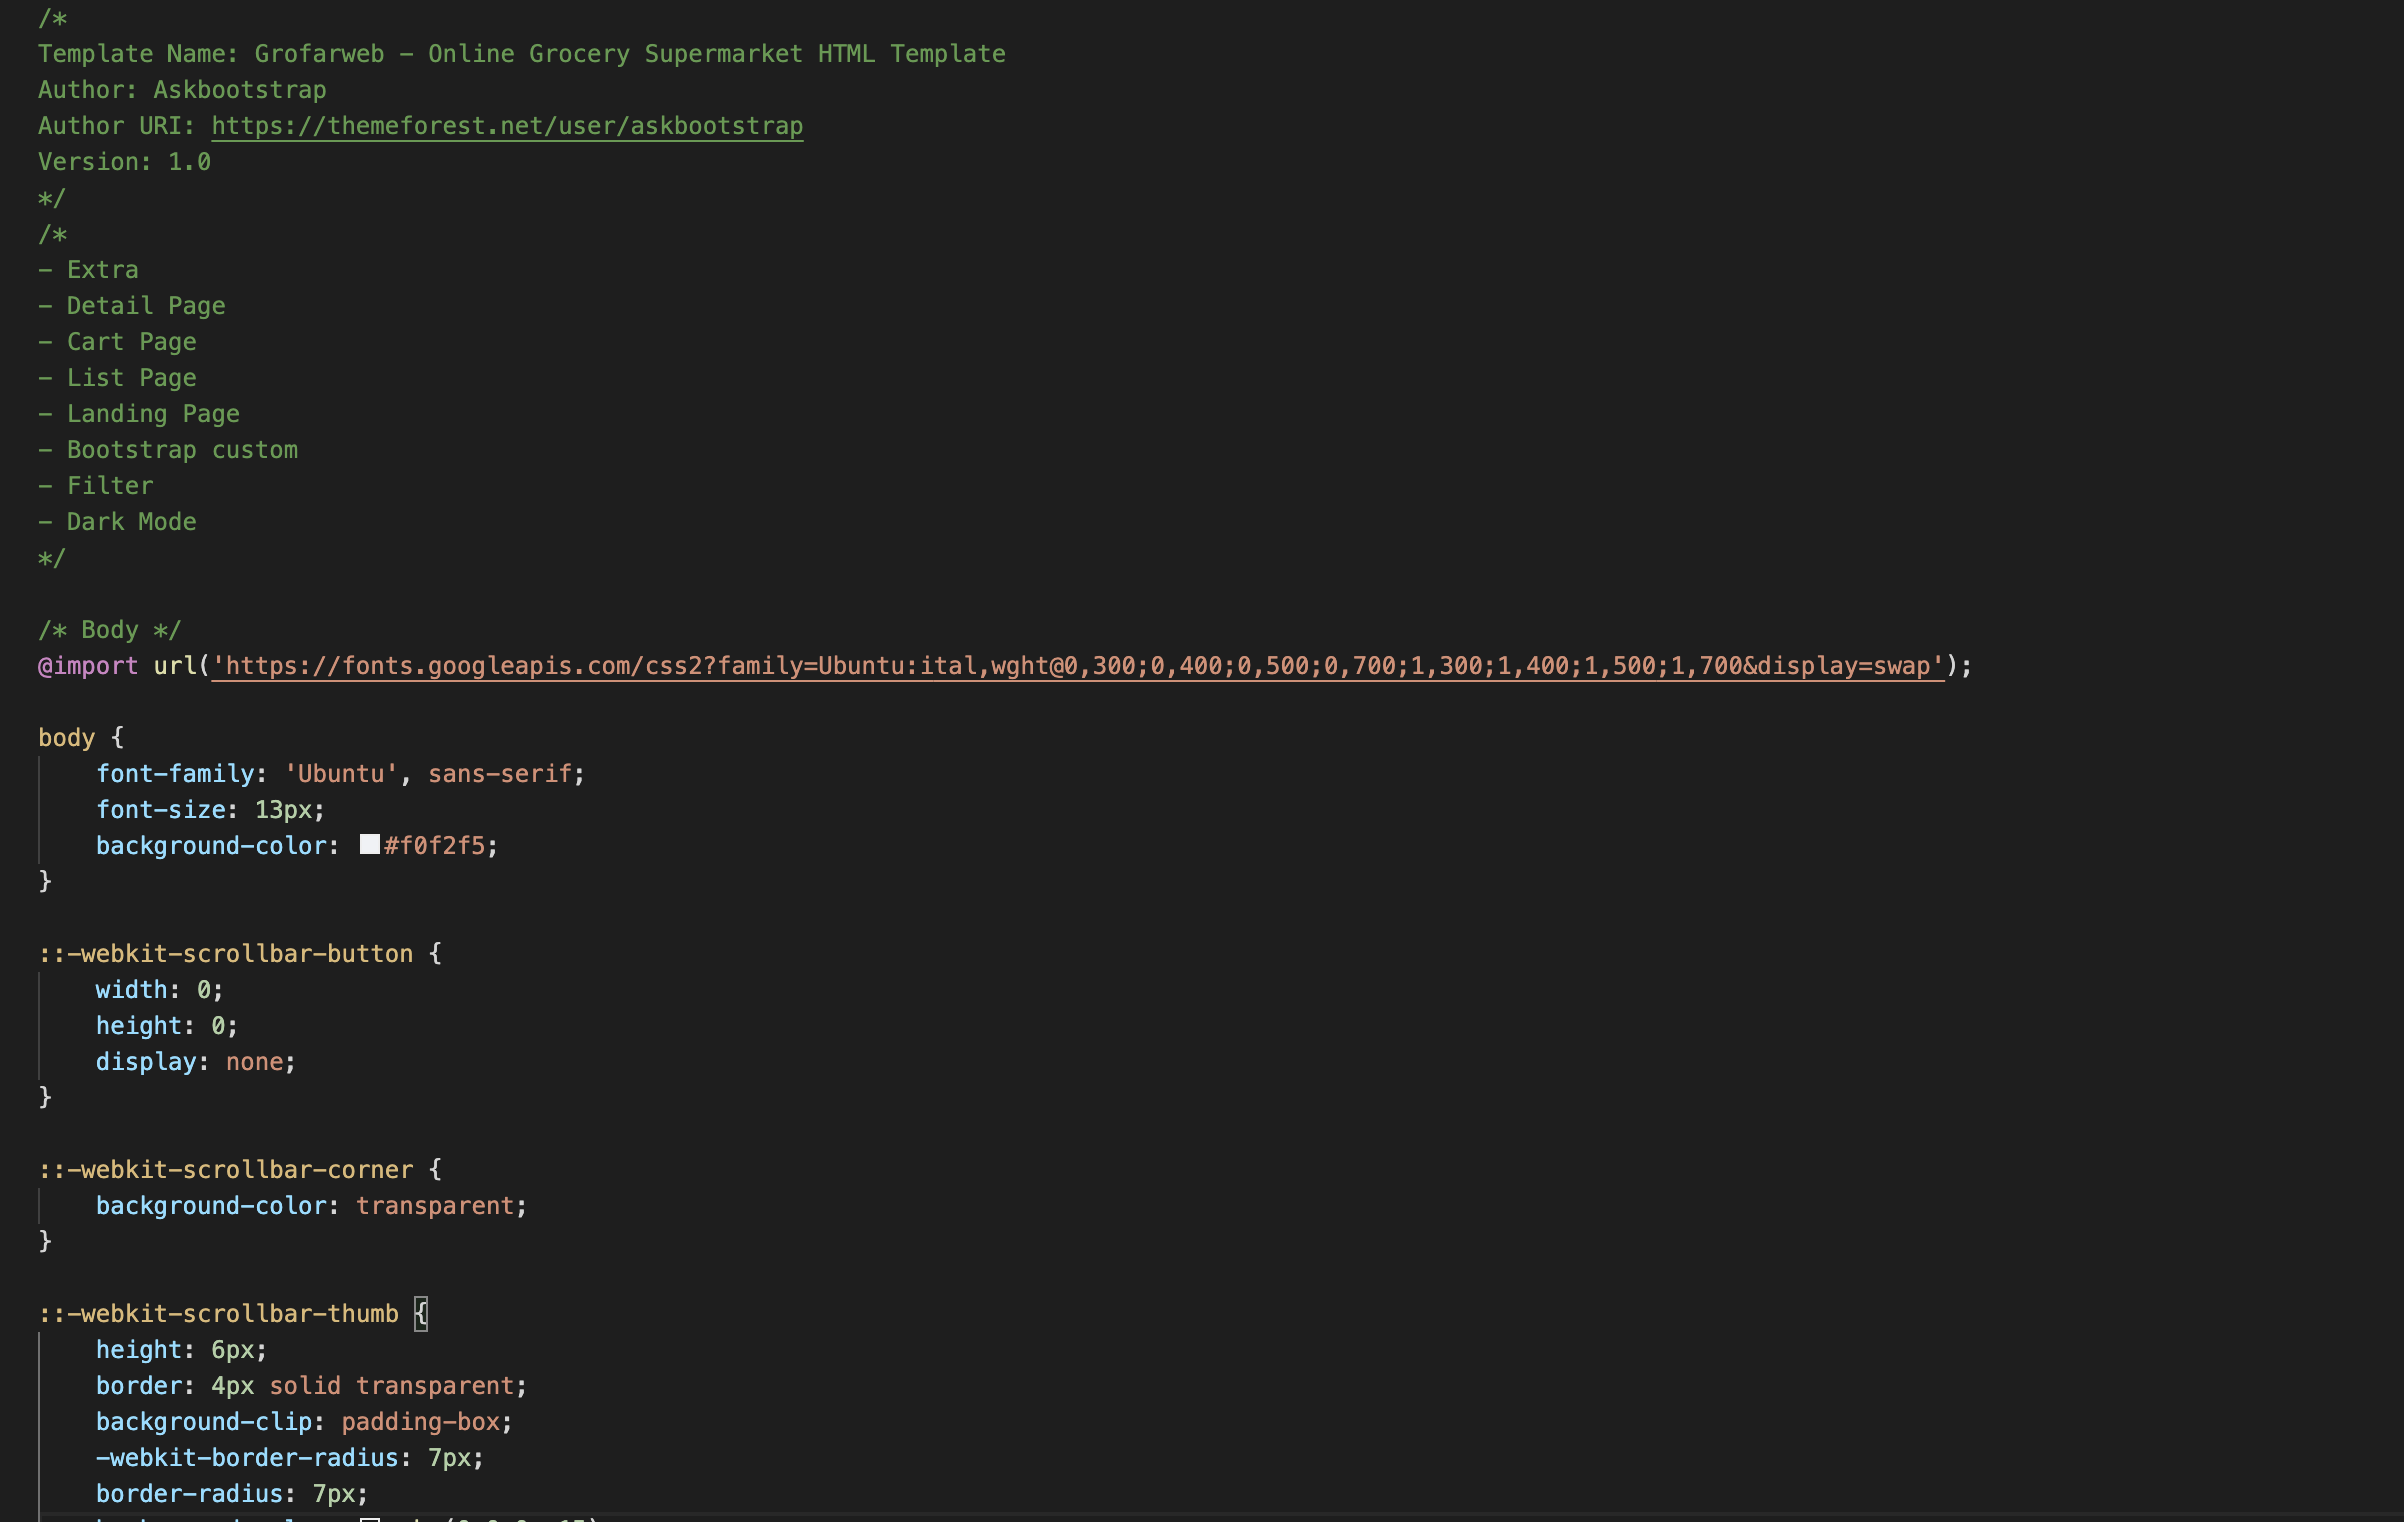 /*
Template Name: Grofarweb - Online Grocery Supermarket HTML Template
Author: Askbootstrap
Author URI: https://themeforest.net/user/askbootstrap
Version: 1.0
*/
/*
- Extra
- Detail Page
- Cart Page
- List Page
- Landing Page
- Bootstrap custom
- Filter
- Dark Mode
*/
/* Body */
@import url('https://fonts.googleapis.com/css2?family=Ubuntu:ital,wght@0,300;0,400;0,500;0,700;1,300;1,400;1,500;1,700&display=swap');
body {
    font-family: 'Ubuntu', sans-serif;
    font-size: 13px;
    background-color: #f0f2f5;
}
::-webkit-scrollbar-button {
    width: 0;
    height: 0;
    display: none;
}
::-webkit-scrollbar-corner {
    background-color: transparent;
}
::-webkit-scrollbar-thumb {
    height: 6px;
    border: 4px solid transparent;
    background-clip: padding-box;
    -webkit-border-radius: 7px;
    border-radius: 7px;